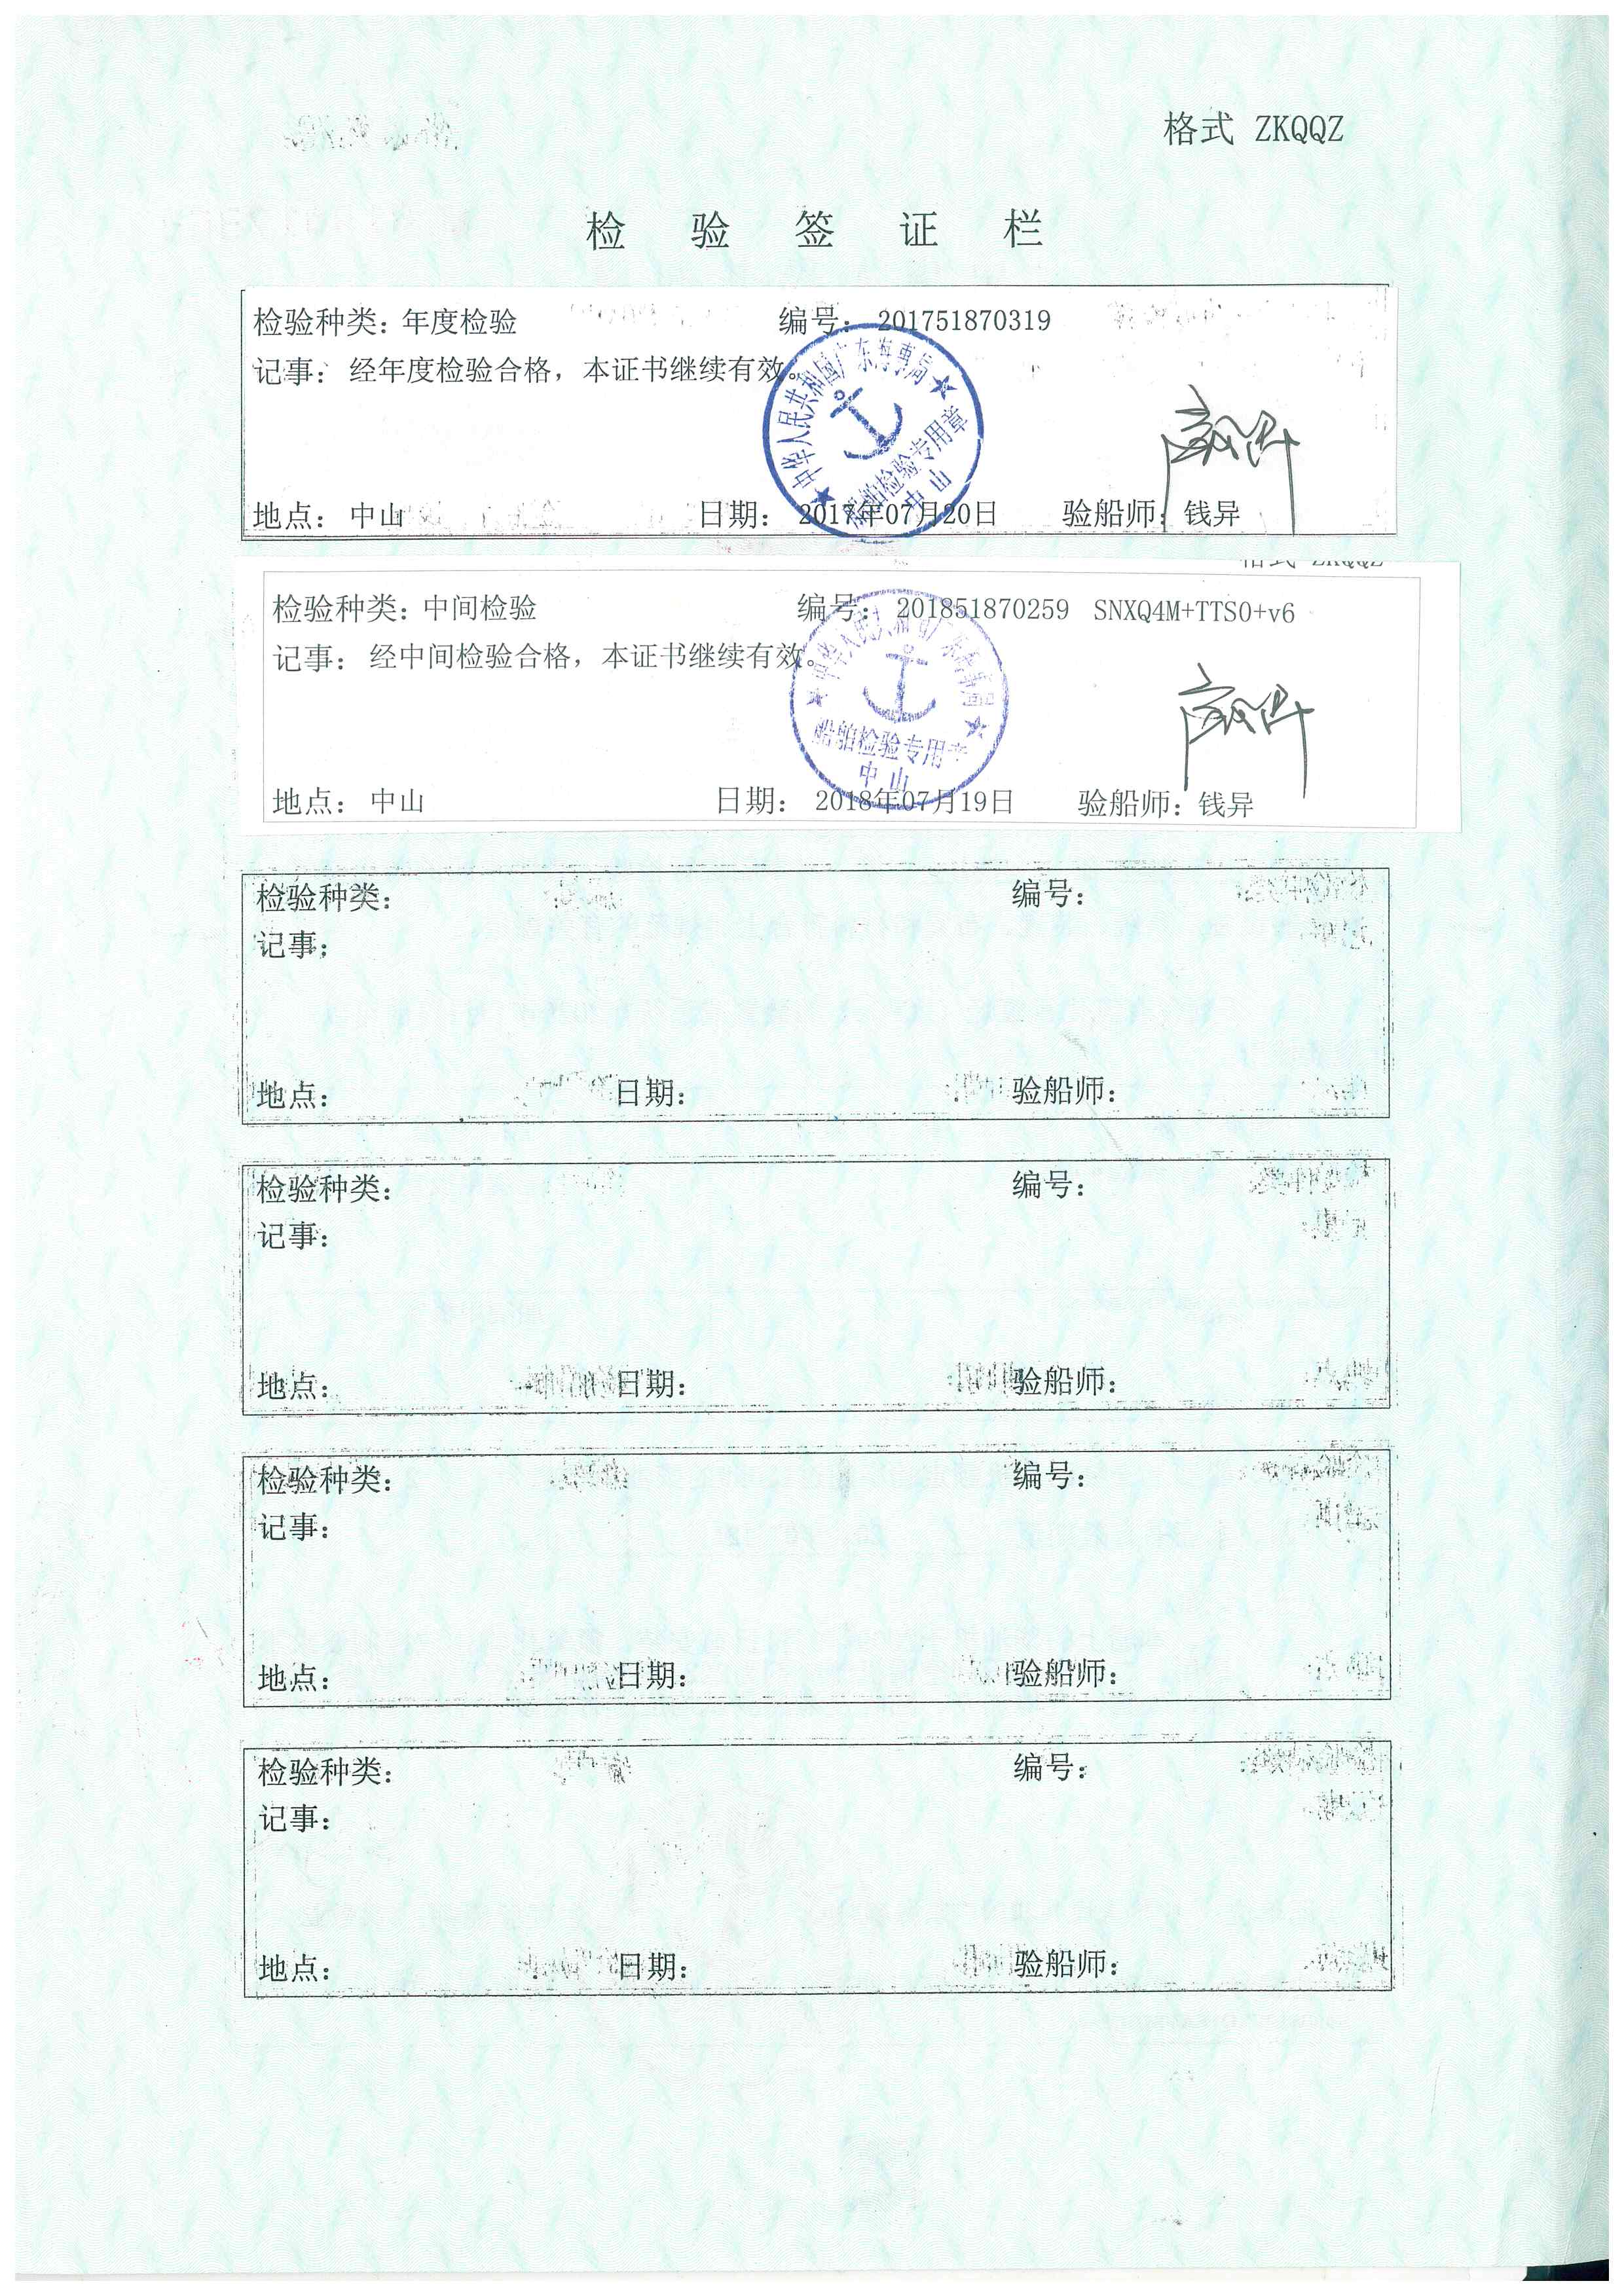 格式 ZKQQZ
检 验 签 证 栏
检验种类：年度检验 编号： 201751870319
记事： 经年度检验合格，本证书继续有效。
中华人民共和国广东海事局
船舶检验专用章
中山
地点： 中山 日期： 2017年07月20日 验船师：钱异
格式 ZKQQZ
检验种类：中间检验 编号： 201851870259 SNXQ4M+TTS0+v6
记事： 经中间检验合格，本证书继续有效。
中华人民共和国广东海事局
船舶检验专用章
中山
地点： 中山 日期： 2018年07月19日 验船师：钱异
检验种类： 编号：
记事：
地点： 日期： 验船师：
检验种类： 编号：
记事：
地点： 日期： 验船师：
检验种类： 编号：
记事：
地点： 日期： 验船师：
检验种类： 编号：
记事：
地点： 日期： 验船师：